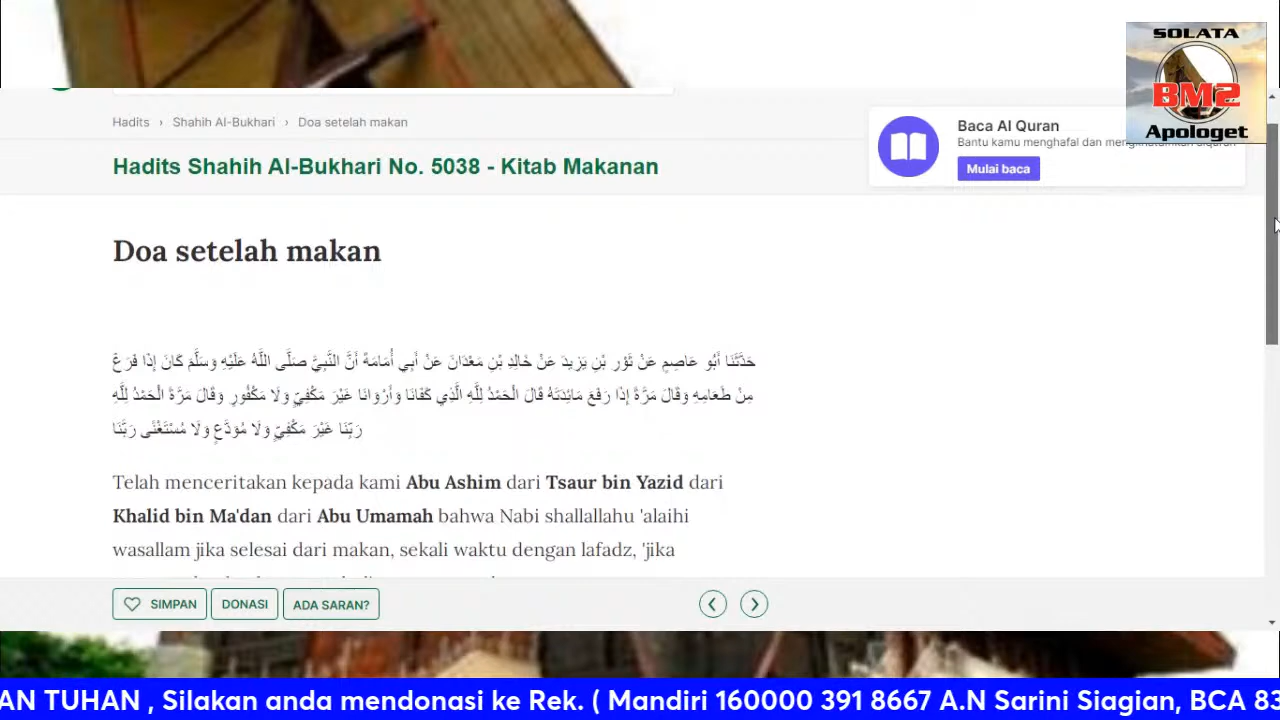 SOLATA
BM2
Apologet
Hadits › Shahih Al-Bukhari › Doa setelah makan
Baca Al Quran
Bantu kamu menghafal dan
Mulai baca
Hadits Shahih Al-Bukhari No. 5038 - Kitab Makanan
Doa setelah makan
حَدَّثَنَا أَبُو عَاصِمٍ عَنْ ثَوْرِ بْنِ يَزِيدَ عَنْ خَالِدِ بْنِ مَعْدَانَ عَنْ أَبِي أُمَامَةَ أَنَّ النَّبِيَّ صَلَّى اللَّهُ عَلَيْهِ وَسَلَّمَ كَانَ إِذَا فَرَغَ
مِنْ طَعَامِهِ وَقَالَ مَرَّةً إِذَا رَفَعَ مَائِدَتَهُ قَالَ الْحَمْدُ لِلَّهِ الَّذِي كَفَانَا وَأَرْوَانَا غَيْرَ مَكْفِيٍّ وَلَا مَكْفُورٍ وَقَالَ مَرَّةً الْحَمْدُ لِلَّهِ
رَبِّنَا غَيْرَ مَكْفِيٍّ وَلَا مُوَدَّعٍ وَلَا مُسْتَغْنًى رَبَّنَا
Telah menceritakan kepada kami Abu Ashim dari Tsaur bin Yazid dari
Khalid bin Ma'dan dari Abu Umamah bahwa Nabi shallallahu 'alaihi
wasallam jika selesai dari makan, sekali waktu dengan lafadz, 'jika
SIMPAN
DONASI
ADA SARAN?
AN TUHAN , Silakan anda mendonasi ke Rek. ( Mandiri 160000 391 8667 A.N Sarini Siagian, BCA 83